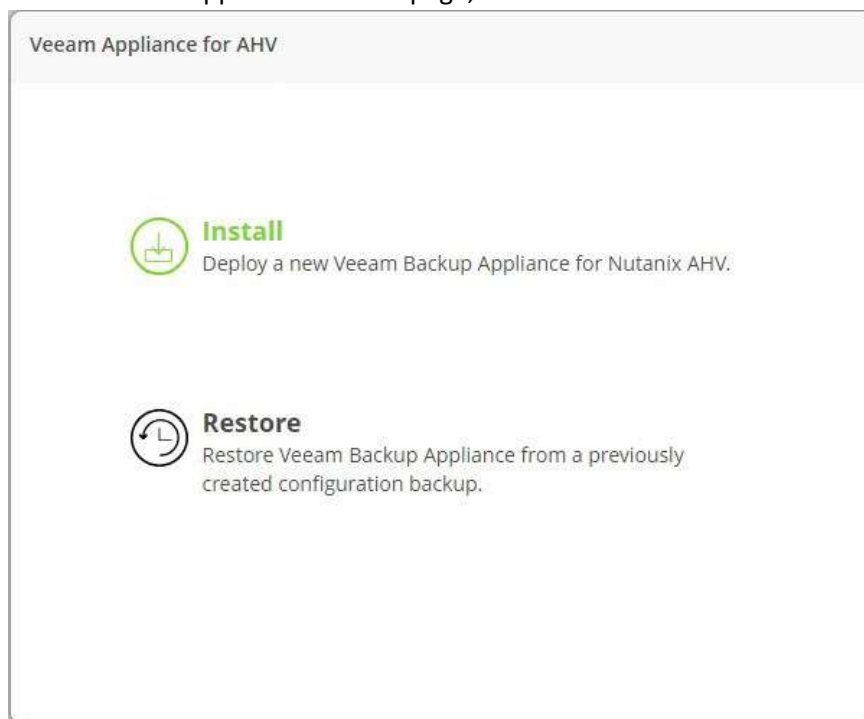 Veeam Appliance for AHV
Install
Deploy a new Veeam Backup Appliance for Nutanix AHV.
Restore
Restore Veeam Backup Appliance from a previously
created configuration backup.